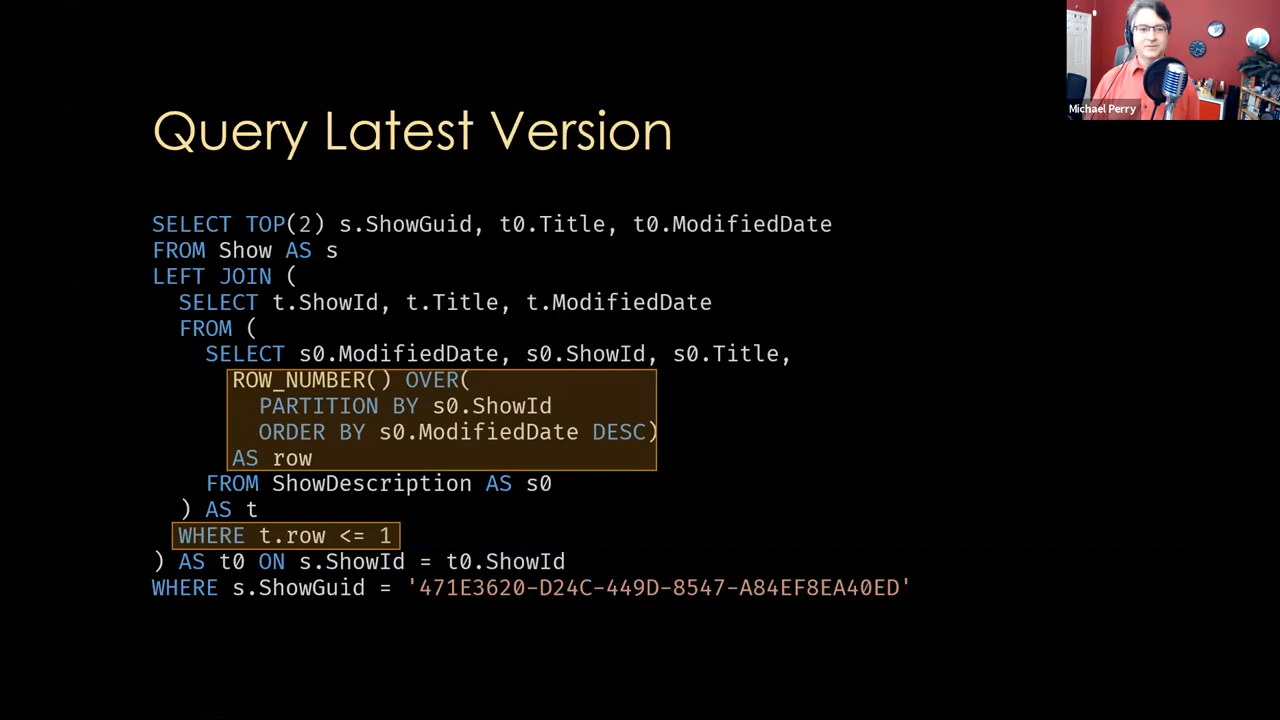 Michael Perry
Query Latest Version
SELECT TOP(2) s.ShowGuid, t0.Title, t0.ModifiedDate
FROM Show AS s
LEFT JOIN (
SELECT t.ShowId, t.Title, t.ModifiedDate
FROM (
SELECT s0.ModifiedDate, s0.ShowId, s0.Title,
ROW_NUMBER() OVER(
PARTITION BY s0.ShowId
ORDER BY s0.ModifiedDate DESC)
AS row
FROM ShowDescription AS s0
) AS t
WHERE t.row <= 1
) AS t0 ON s.ShowId = t0.ShowId
WHERE s.ShowGuid = '471E3620-D24C-449D-8547-A84EF8EA40ED'